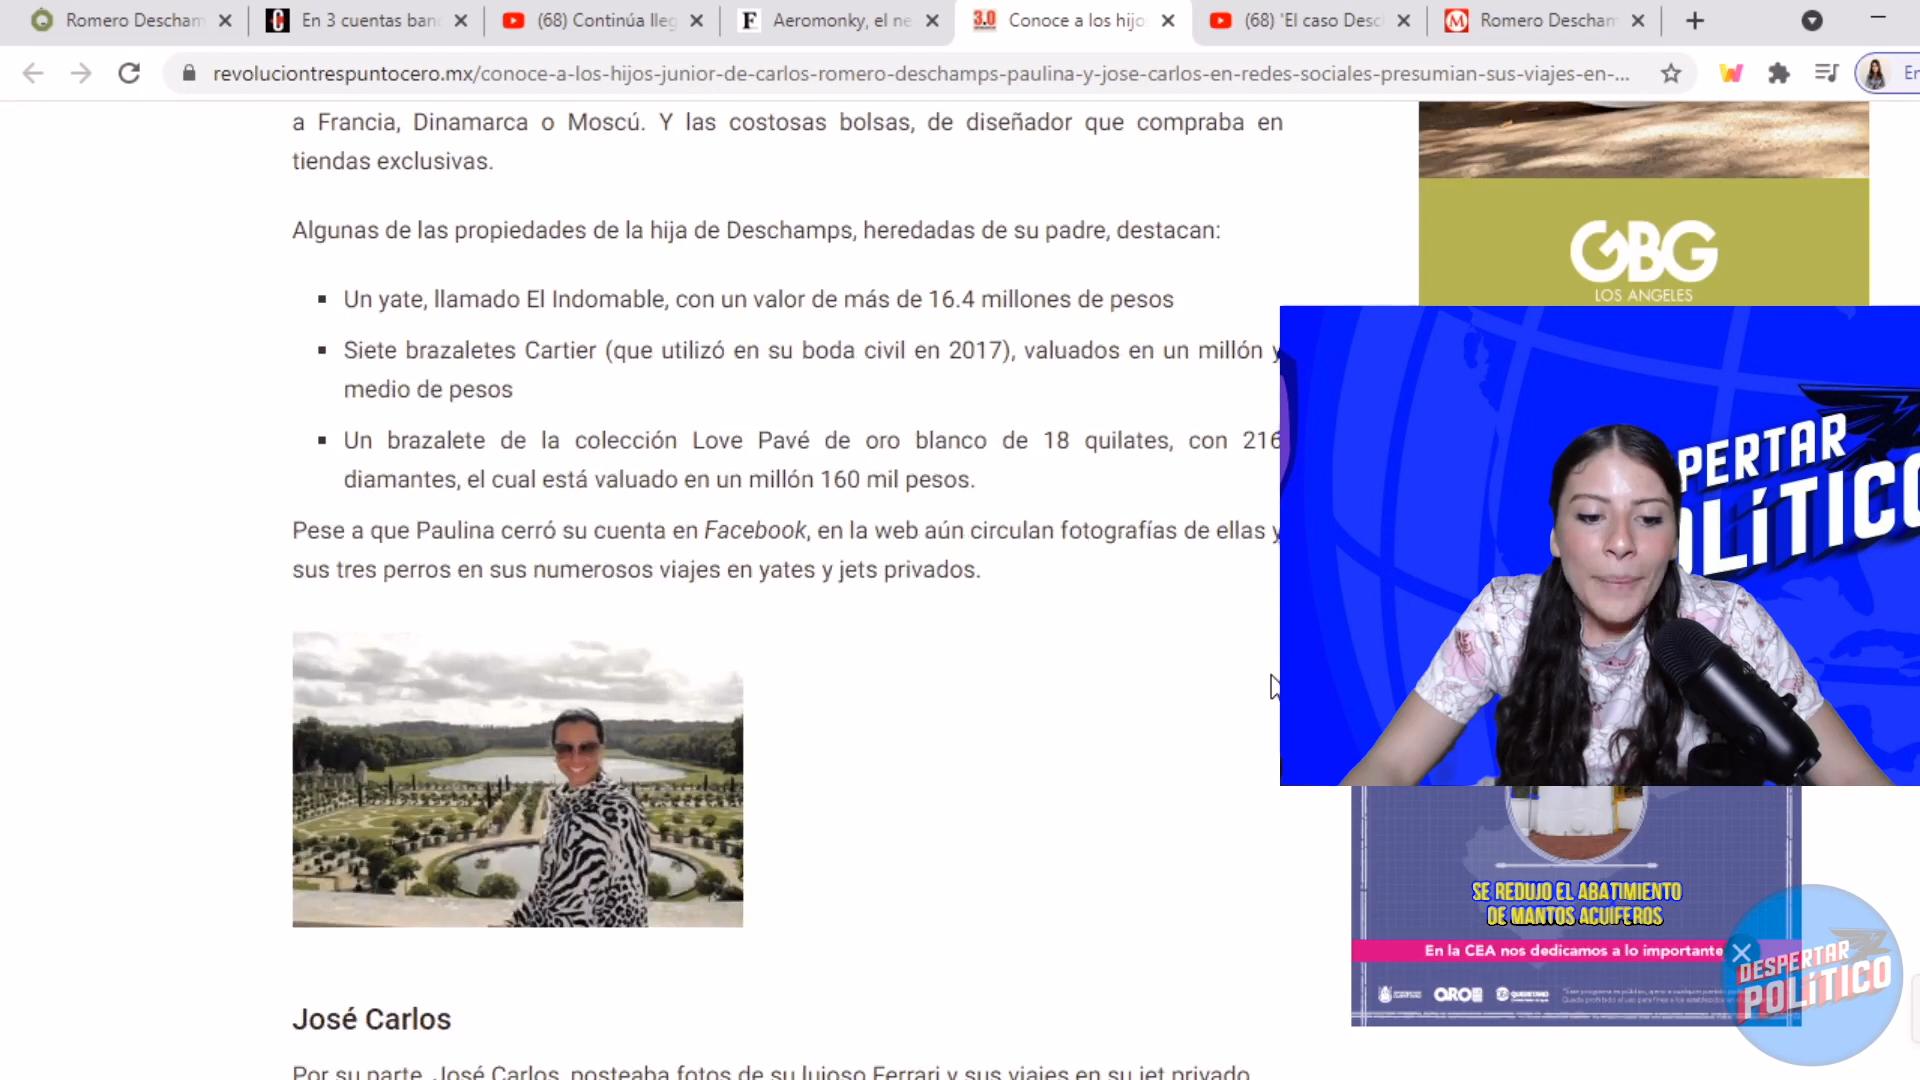 Romero Descham
En 3 cuentas ban
(68) Continúa lleg
Aeromonky, el ne
3.0
Conoce a los hijo
(68) 'El caso Desc
Romero Descham
revoluciontrespuntocero.mx/conoce-a-los-hijos-junior-de-carlos-romero-deschamps-paulina-y-jose-carlos-en-redes-sociales-presumian-sus-viajes-en-...
En
a Francia, Dinamarca o Moscú. Y las costosas bolsas, de diseñador que compraba en
tiendas exclusivas.
Algunas de las propiedades de la hija de Deschamps, heredadas de su padre, destacan:
▪ Un yate, llamado El Indomable, con un valor de más de 16.4 millones de pesos
▪ Siete brazaletes Cartier (que utilizó en su boda civil en 2017), valuados en un millón y
medio de pesos
▪ Un brazalete de la colección Love Pavé de oro blanco de 18 quilates, con 216
diamantes, el cual está valuado en un millón 160 mil pesos.
Pese a que Paulina cerró su cuenta en Facebook, en la web aún circulan fotografías de ellas y
sus tres perros en sus numerosos viajes en yates y jets privados.
José Carlos
Por su parte, José Carlos, posteaba fotos de su lujoso Ferrari y sus viajes en su jet privado
GBG
LOS ANGELES
PERTAR
OLÍTICO
SE REDUJO EL ABATIMIENTO
DE MANTOS ACUIFEROS
En la CEA nos dedicamos a lo importante
QRO
QUERÉTARO
DESPERTAR
POLÍTICO